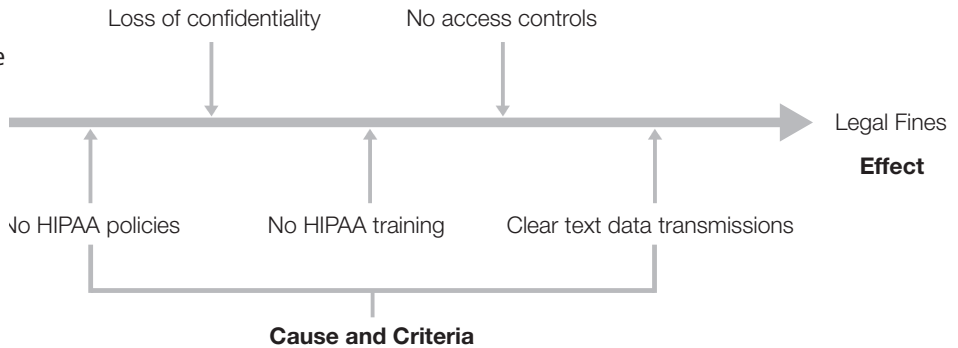 Loss of confidentiality No access controls
e
Legal Fines
Effect
No HIPAA policies No HIPAA training Clear text data transmissions
Cause and Criteria